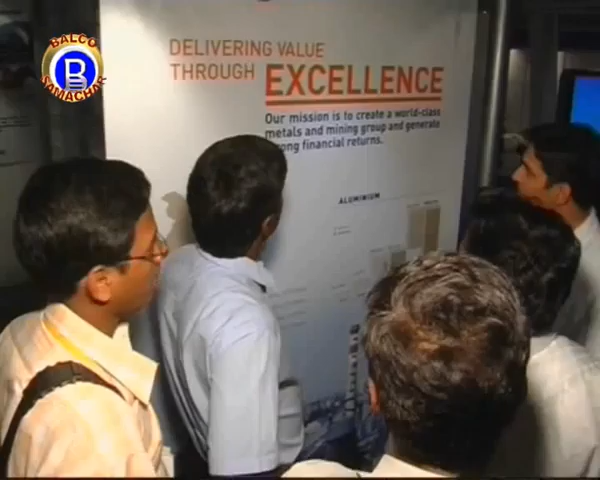 BALCO
B
SAMACHAR
DELIVERING VALUE
THROUGH EXCELLENCE
Our mission is to create a world-class
metals and mining group and generate
financial returns.
ALUMINIUM